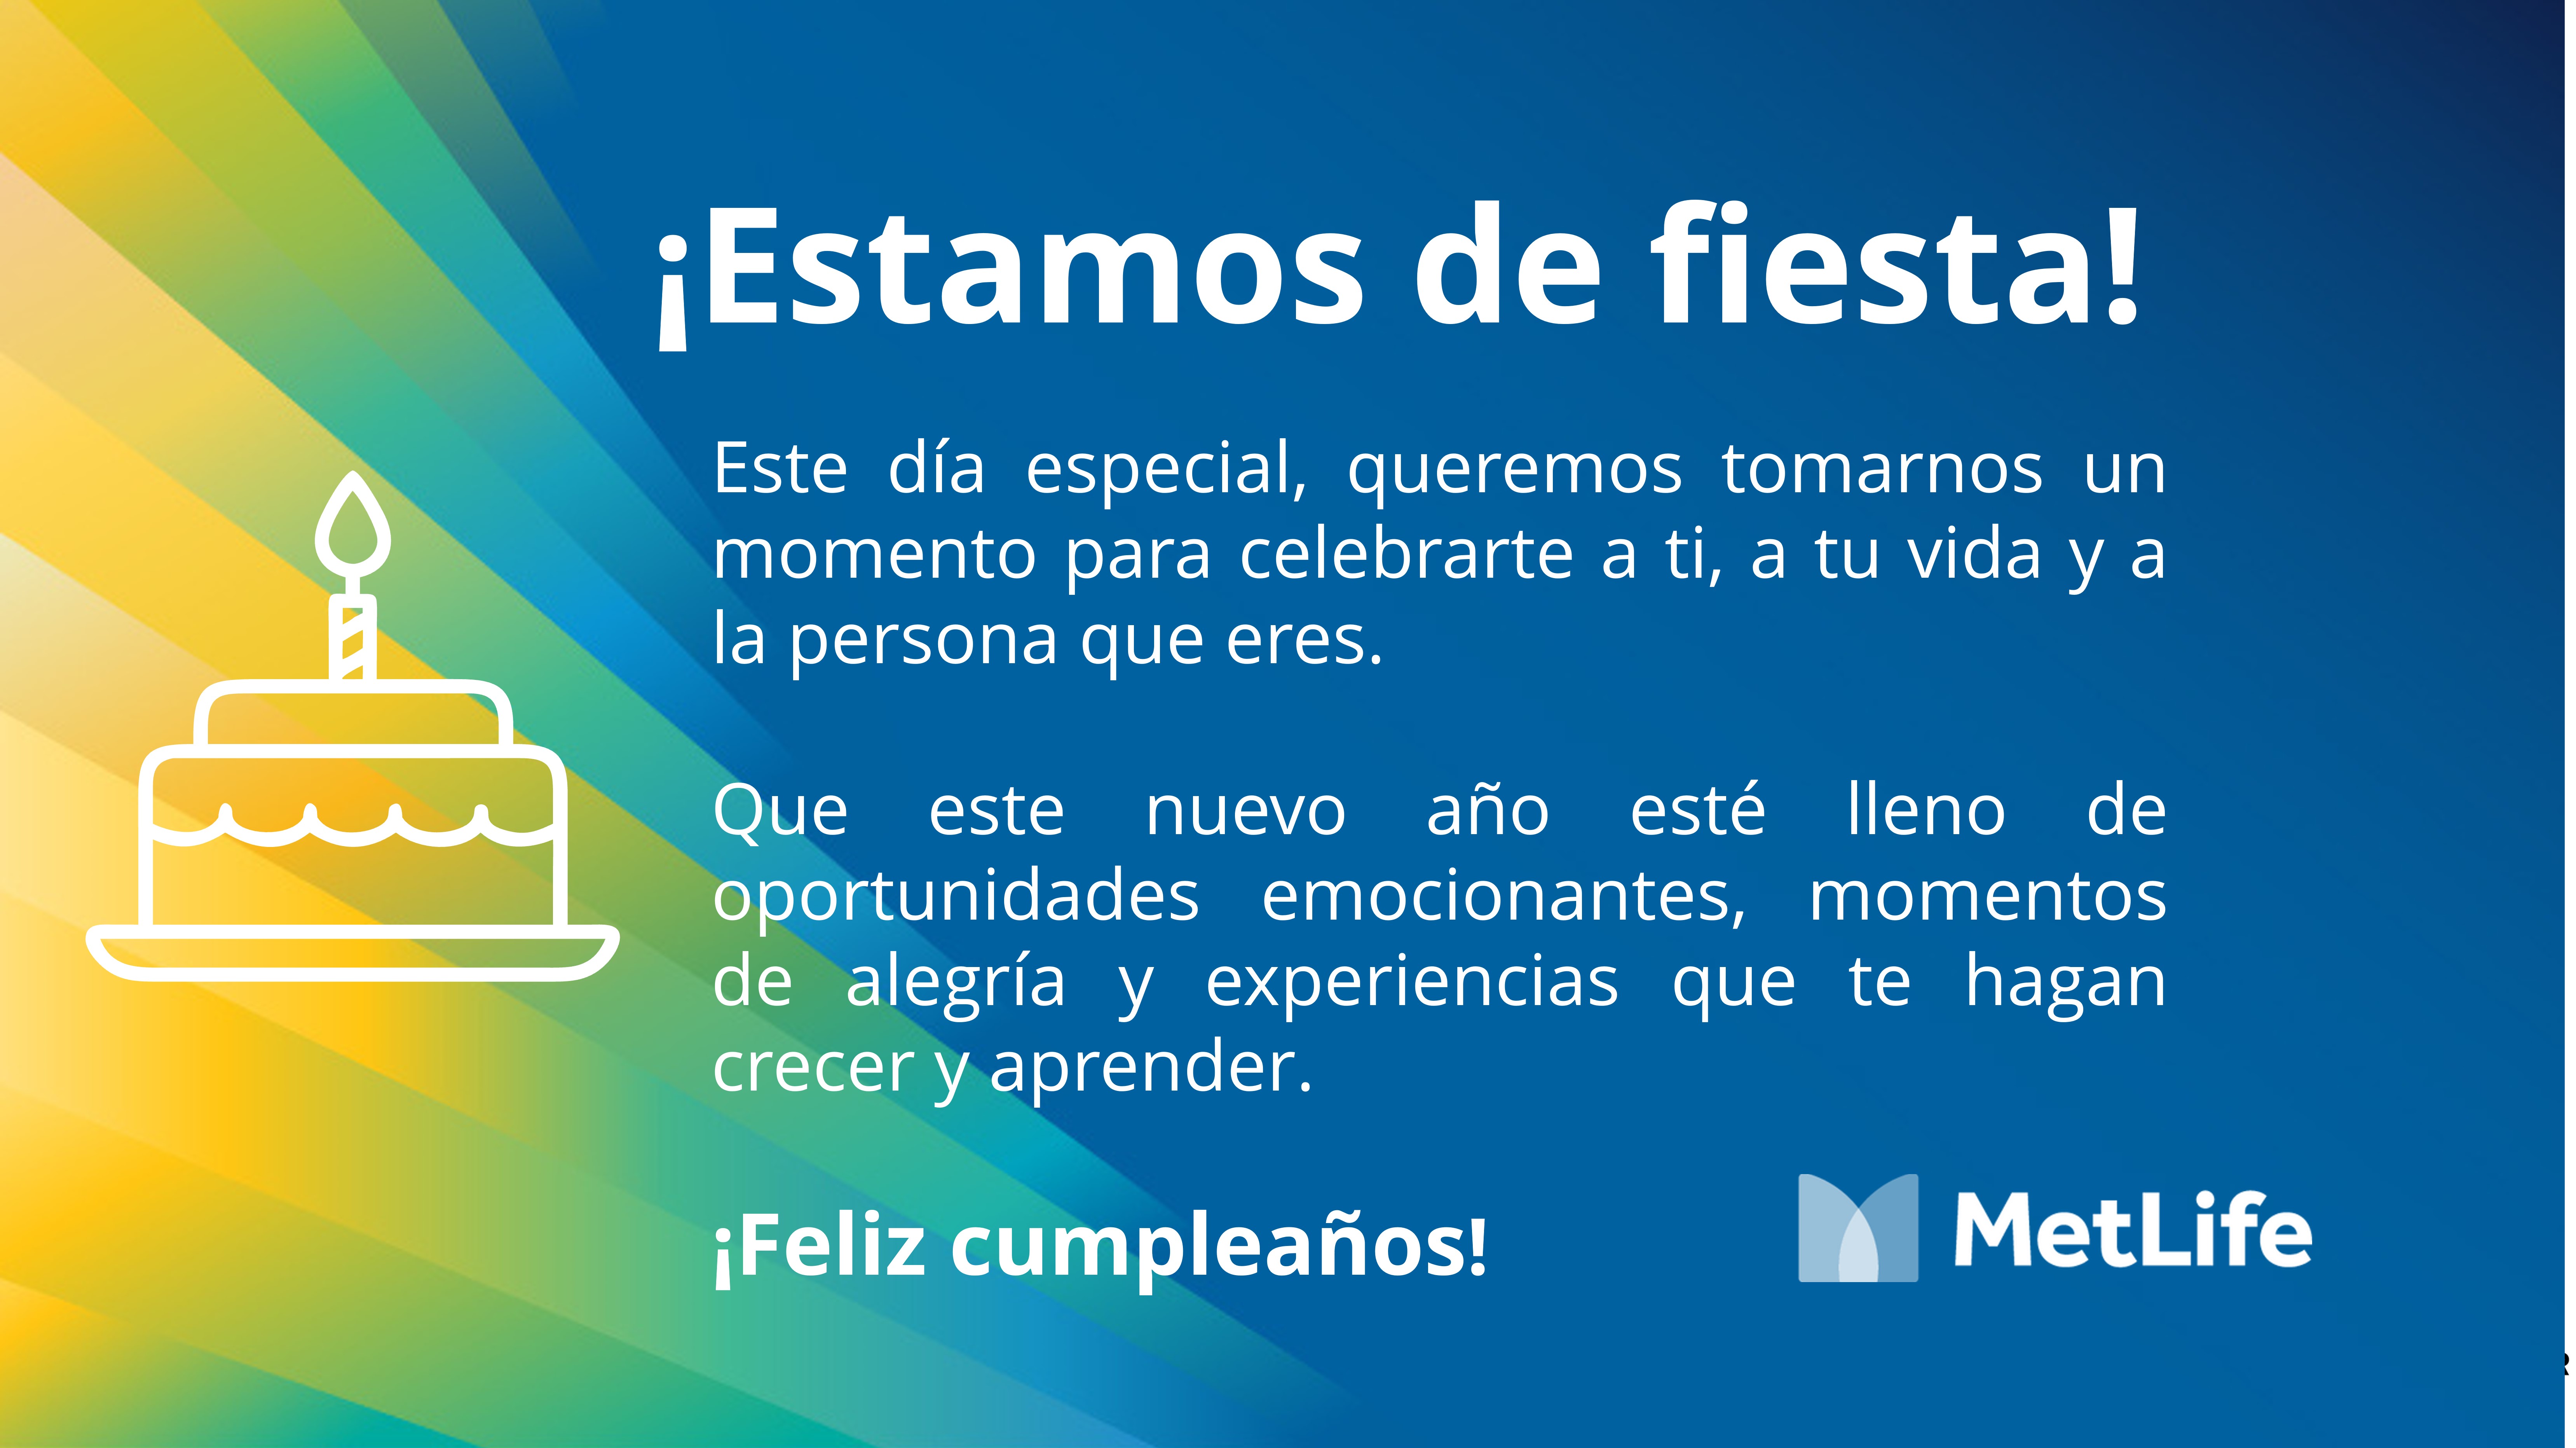 ¡Estamos de fiesta!
Este día especial, queremos tomarnos un
momento para celebrarte a ti, a tu vida y a
la persona que eres.
Que este nuevo año esté lleno de
oportunidades emocionantes, momentos
de alegría y experiencias que te hagan
crecer y aprender.
¡Feliz cumpleaños!
MetLife